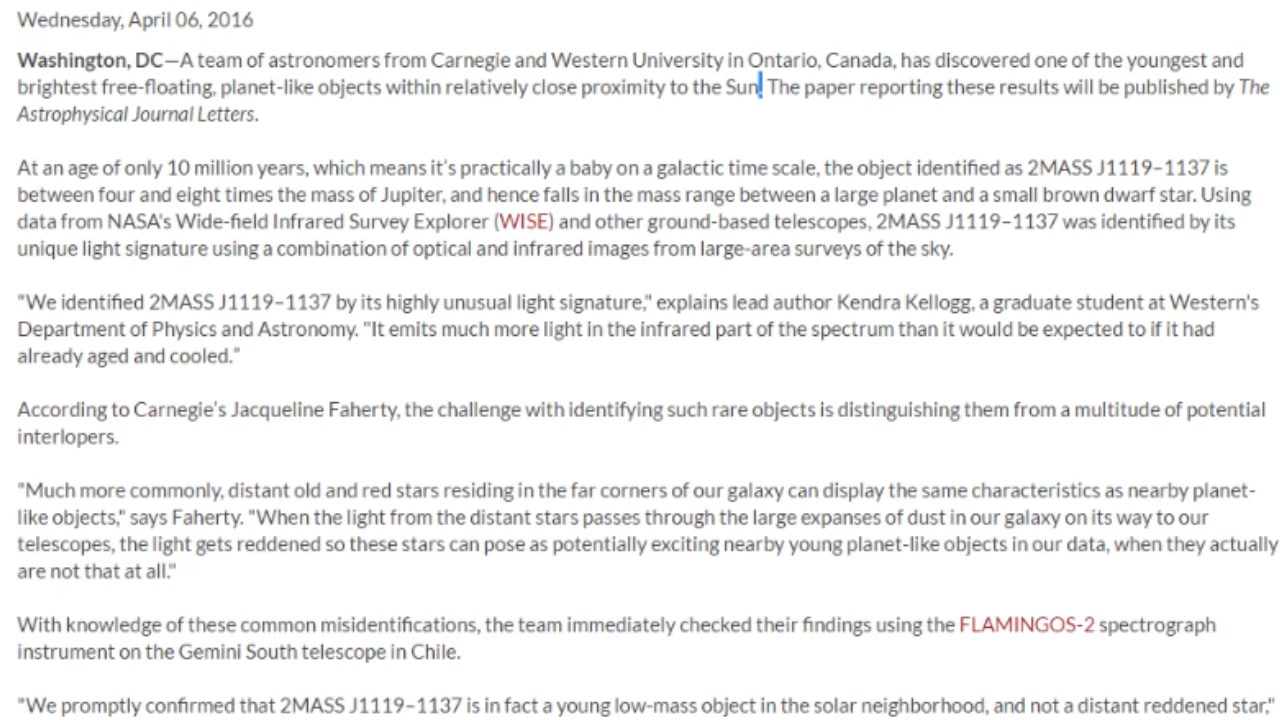 Wednesday, April 06, 2016
Washington, DC—A team of astronomers from Carnegie and Western University in Ontario, Canada, has discovered one of the youngest and
brightest free-floating, planet-like objects within relatively close proximity to the Sun. The paper reporting these results will be published by The
Astrophysical Journal Letters.
At an age of only 10 million years, which means it's practically a baby on a galactic time scale, the object identified as 2MASS J1119–1137 is
between four and eight times the mass of Jupiter, and hence falls in the mass range between a large planet and a small brown dwarf star. Using
data from NASA's Wide-field Infrared Survey Explorer (WISE) and other ground-based telescopes, 2MASS J1119–1137 was identified by its
unique light signature using a combination of optical and infrared images from large-area surveys of the sky.
"We identified 2MASS J1119–1137 by its highly unusual light signature," explains lead author Kendra Kellogg, a graduate student at Western's
Department of Physics and Astronomy. "It emits much more light in the infrared part of the spectrum than it would be expected to if it had
already aged and cooled."
According to Carnegie's Jacqueline Faherty, the challenge with identifying such rare objects is distinguishing them from a multitude of potential
interlopers.
"Much more commonly, distant old and red stars residing in the far corners of our galaxy can display the same characteristics as nearby planet-
like objects," says Faherty. "When the light from the distant stars passes through the large expanses of dust in our galaxy on its way to our
telescopes, the light gets reddened so these stars can pose as potentially exciting nearby young planet-like objects in our data, when they actually
are not that at all."
With knowledge of these common misidentifications, the team immediately checked their findings using the FLAMINGOS-2 spectrograph
instrument on the Gemini South telescope in Chile.
"We promptly confirmed that 2MASS J1119–1137 is in fact a young low-mass object in the solar neighborhood, and not a distant reddened star,"